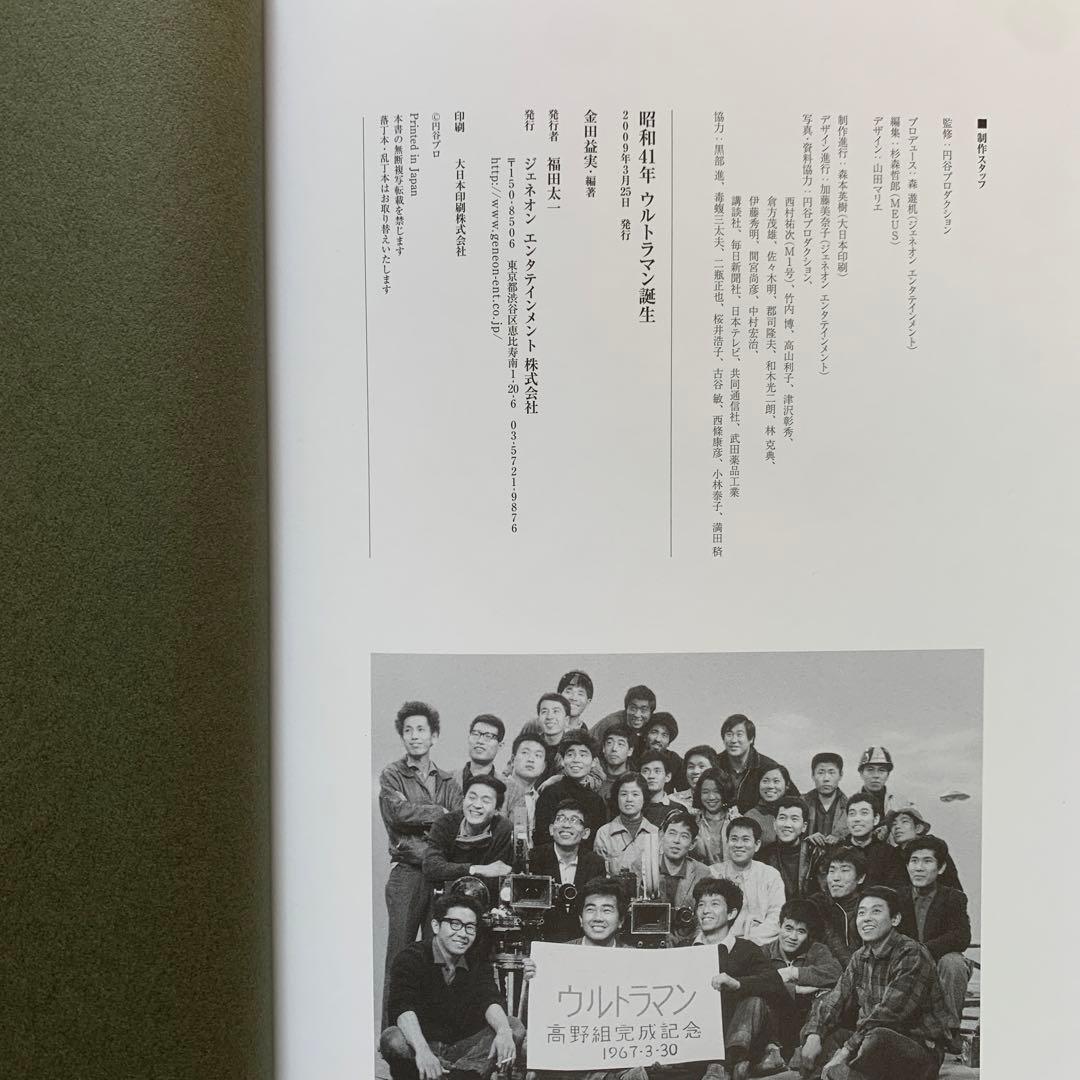 ■ 制作スタッフ
監修：円谷プロダクション
プロデュース：森 遊机（ジェネオン エンタテインメント）
編集：杉森哲郎（MEUS）
デザイン：山田マリエ
制作進行：森本英樹（大日本印刷）
デザイン進行：加藤美奈子（ジェネオン エンタテインメント）
写真・資料協力：円谷プロダクション、
西村祐次（M1号）、竹内 博、高山利子、津沢彰秀、
倉方茂雄、佐々木明、郡司隆夫、和木光二朗、林 克典、
伊藤秀明、間宮尚彦、中村宏治、
講談社、毎日新聞社、日本テレビ、共同通信社、武田薬品工業
協力：黒部 進、毒蝮三太夫、二瓶正也、桜井浩子、古谷 敏、西條康彦、小林泰子、満田 穧
昭和41年 ウルトラマン誕生
2009年3月25日 発行
金田益実・編著
発行者 福田太一
発行 ジェネオン エンタテインメント 株式会社
〒150-8506 東京都渋谷区恵比寿南1-20-6 03-5721-9876
http://www.geneon-ent.co.jp/
印刷 大日本印刷株式会社
©円谷プロ
Printed in Japan
本書の無断複写転載を禁じます
落丁本・乱丁本はお取り替えいたします
ウルトラマン
高野組完成記念
1967-3-30